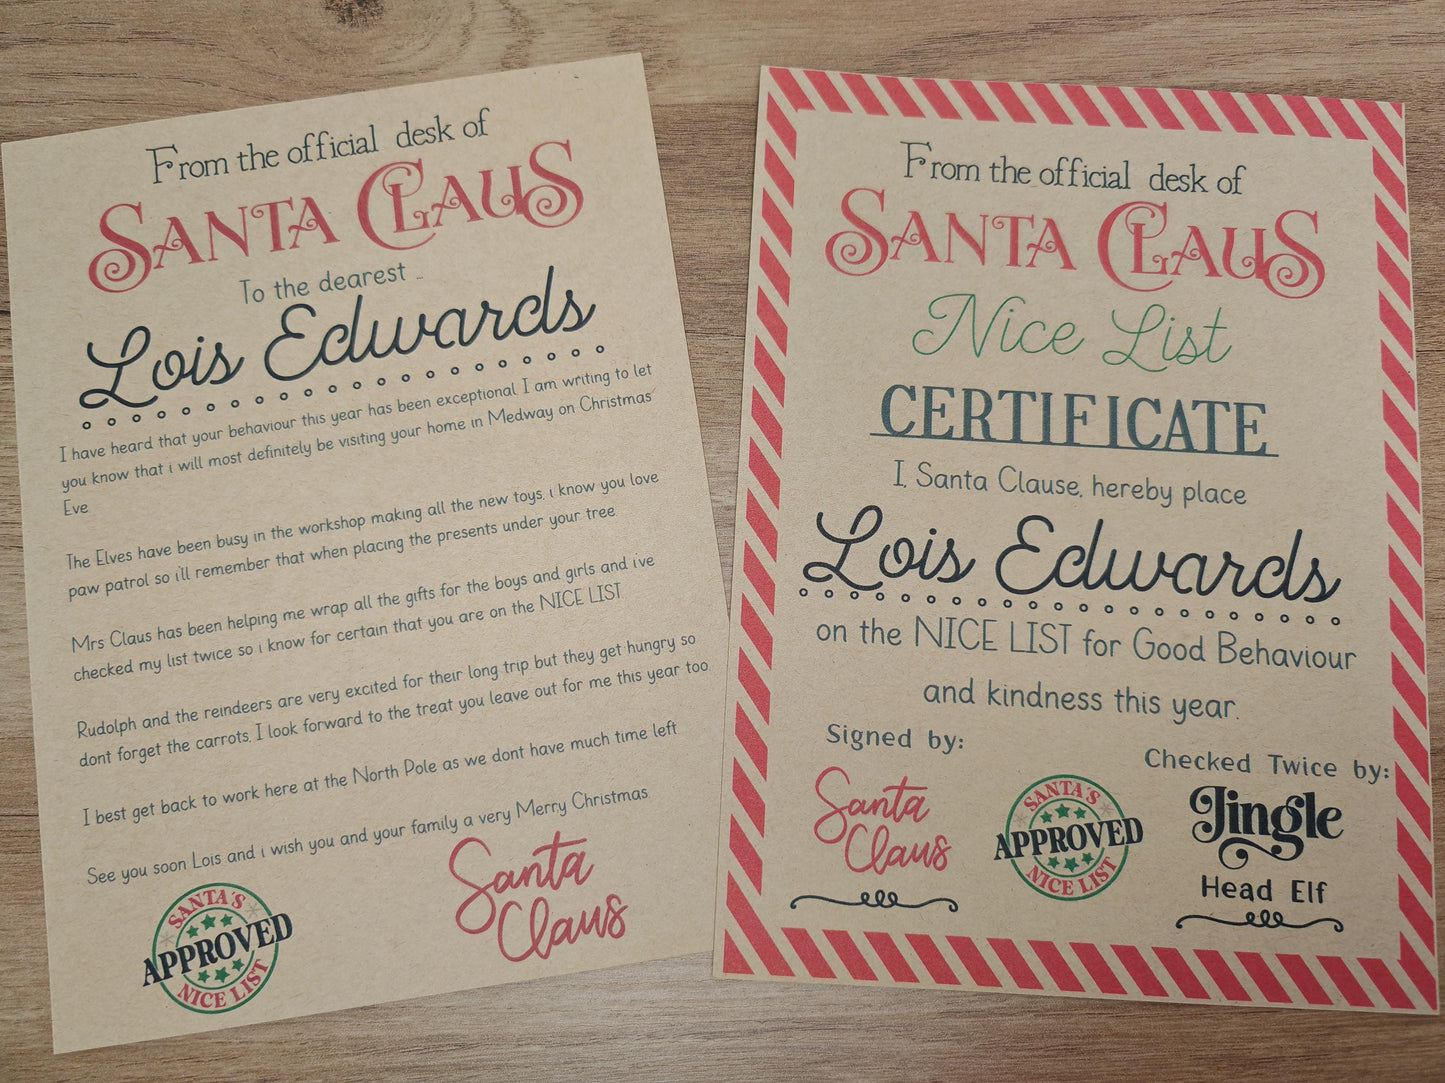 From the official desk of
SANTA CLAUS
To the dearest ...
Lois Edwards
I have heard that your behaviour this year has been exceptional. I am writing to let
you know that i will most definitely be visiting your home in Medway on Christmas
Eve
The Elves have been busy in the workshop making all the new toys, i know you love
paw patrol so i'll remember that when placing the presents under your tree.
Mrs Claus has been helping me wrap all the gifts for the boys and girls and i've
checked my list twice so i know for certain that you are on the NICE LIST
Rudolph and the reindeers are very excited for their long trip but they get hungry so
dont forget the carrots, I look forward to the treat you leave out for me this year too.
I best get back to work here at the North Pole as we dont have much time left
See you soon Lois and i wish you and your family a very Merry Christmas.
SANTA'S
APPROVED
NICE LIST
Santa
Claus
From the official desk of
SANTA CLAUS
Nice List
CERTIFICATE
I, Santa Clause, hereby place
Lois Edwards
on the NICE LIST for Good Behaviour
and kindness this year.
Signed by:
Santa
Claus
SANTA'S
APPROVED
NICE LIST
Checked Twice by:
Jingle
Head Elf